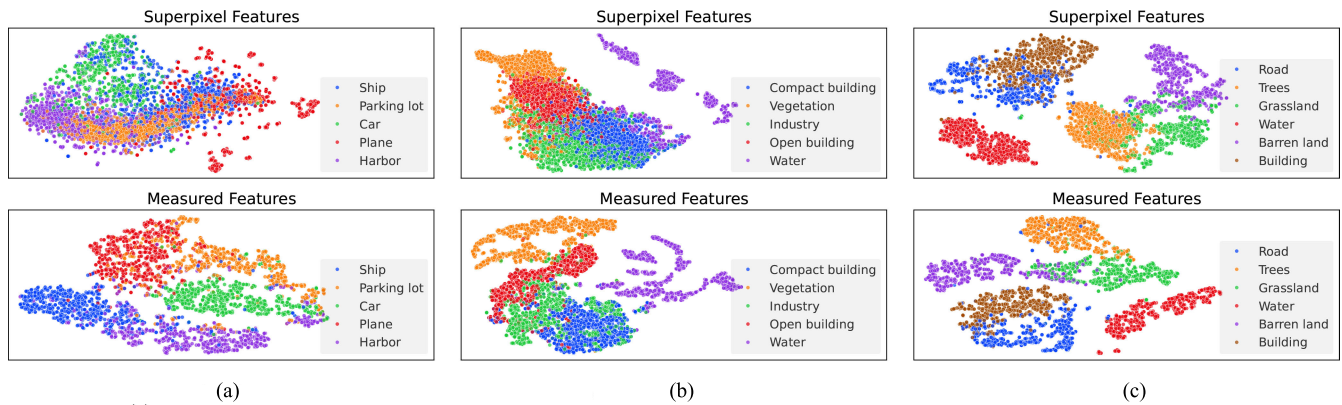 Superpixel Features
Ship
Parking lot
Car
Plane
Harbor
Measured Features
Ship
Parking lot
Car
Plane
Harbor
(a)
Superpixel Features
Compact building
Vegetation
Industry
Open building
Water
Measured Features
Compact building
Vegetation
Industry
Open building
Water
(b)
Superpixel Features
Road
Trees
Grassland
Water
Barren land
Building
Measured Features
Road
Trees
Grassland
Water
Barren land
Building
(c)